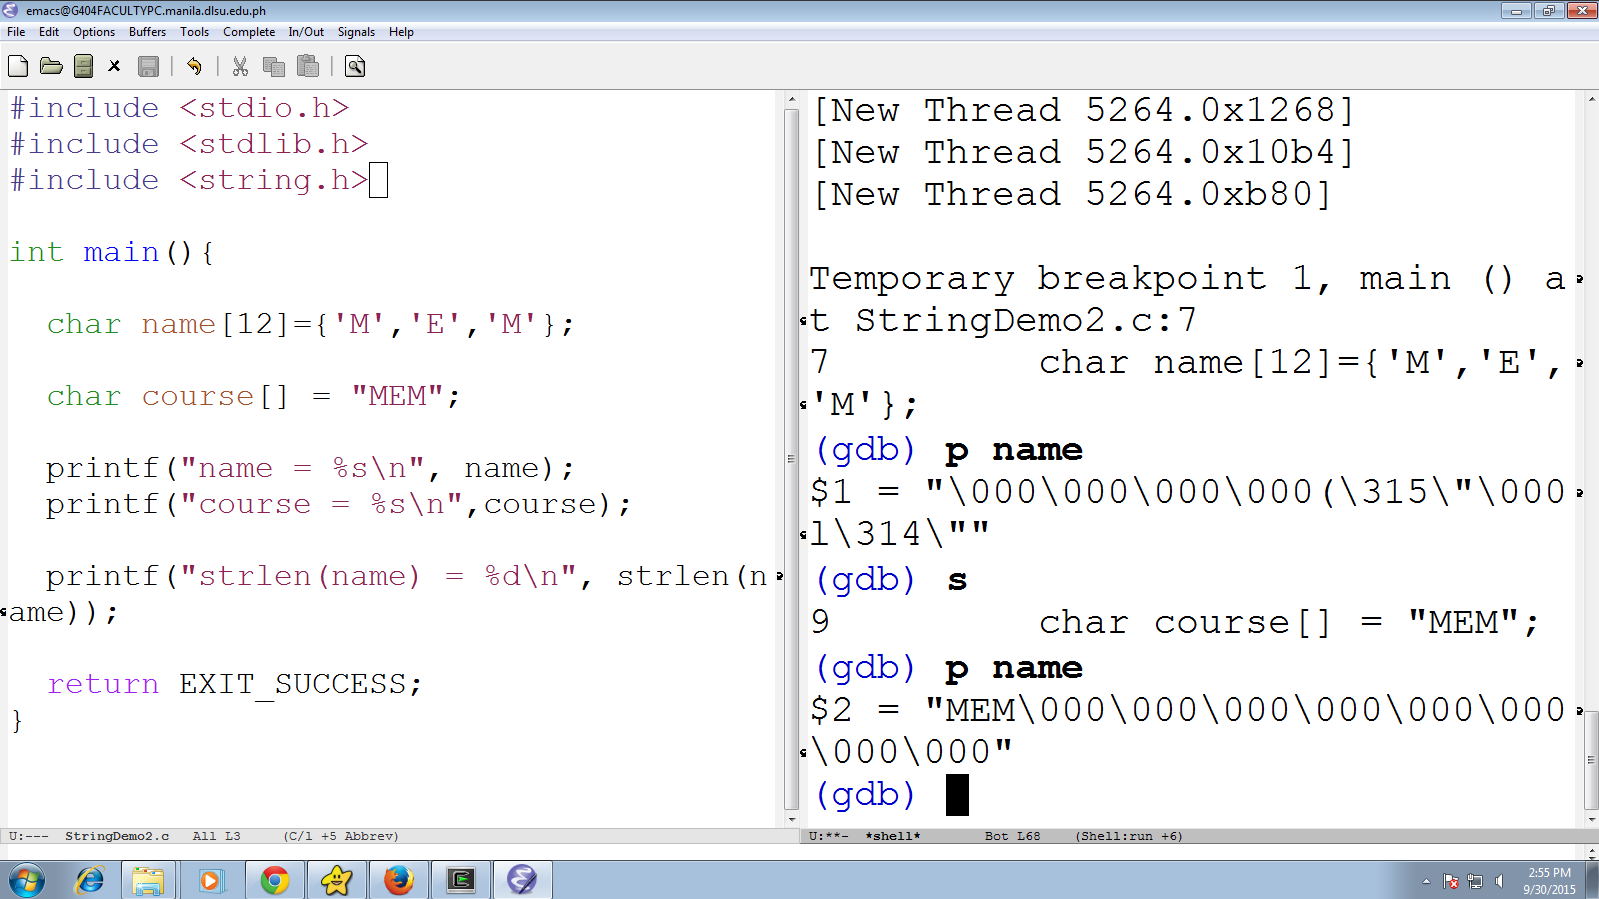 emacs@G404FACULTYPC.manila.dlsu.edu.ph
File Edit Options Buffers Tools Complete In/Out Signals Help
#include <stdio.h>
#include <stdlib.h>
#include <string.h>
int main(){
char name[12]={'M','E','M'};
char course[] = "MEM";
printf("name = %s\n", name);
printf("course = %s\n",course);
printf("strlen(name) = %d\n", strlen(n
ame));
return EXIT_SUCCESS;
}
U:--- StringDemo2.c All L3 (C/l +5 Abbrev)
[New Thread 5264.0x1268]
[New Thread 5264.0x10b4]
[New Thread 5264.0xb80]
Temporary breakpoint 1, main () a
t StringDemo2.c:7
7 char name[12]={'M','E',
'M'};
(gdb) p name
$1 = "\000\000\000\000(\315\"\000
l\314\""
(gdb) s
9 char course[] = "MEM";
(gdb) p name
$2 = "MEM\000\000\000\000\000\000
\000\000"
(gdb)
U:**- *shell* Bot L68 (Shell:run +6)
2:55 PM
9/30/2015